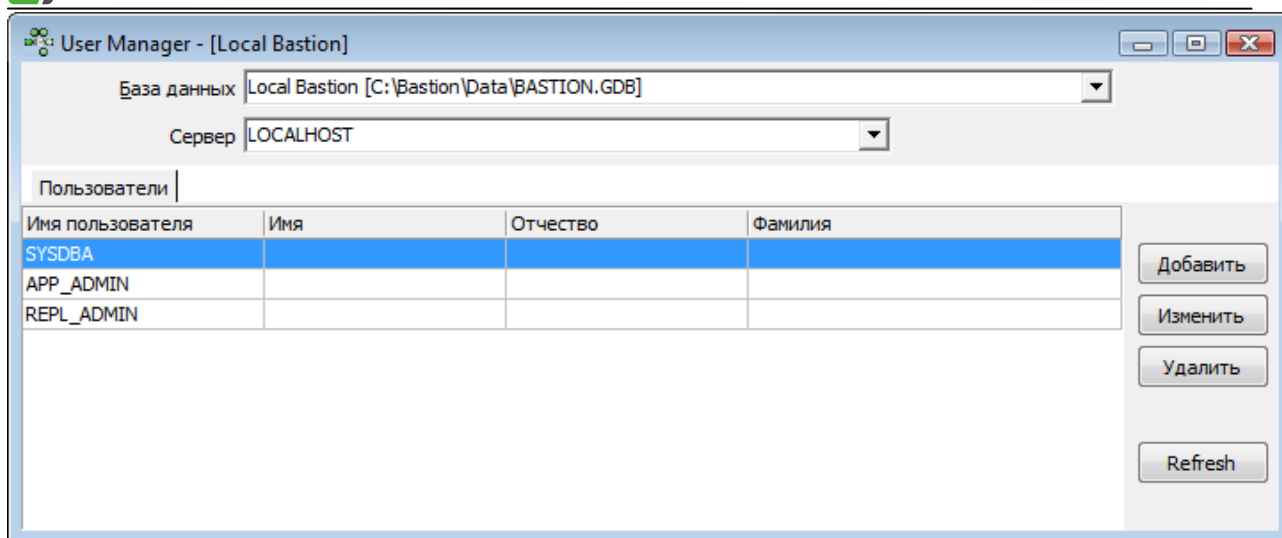 User Manager - [Local Bastion]
База данных Local Bastion [C:\Bastion\Data\BASTION.GDB]
Сервер LOCALHOST
Пользователи
Имя пользователя Имя Отчество Фамилия
SYSDBA
APP_ADMIN
REPL_ADMIN
Добавить
Изменить
Удалить
Refresh